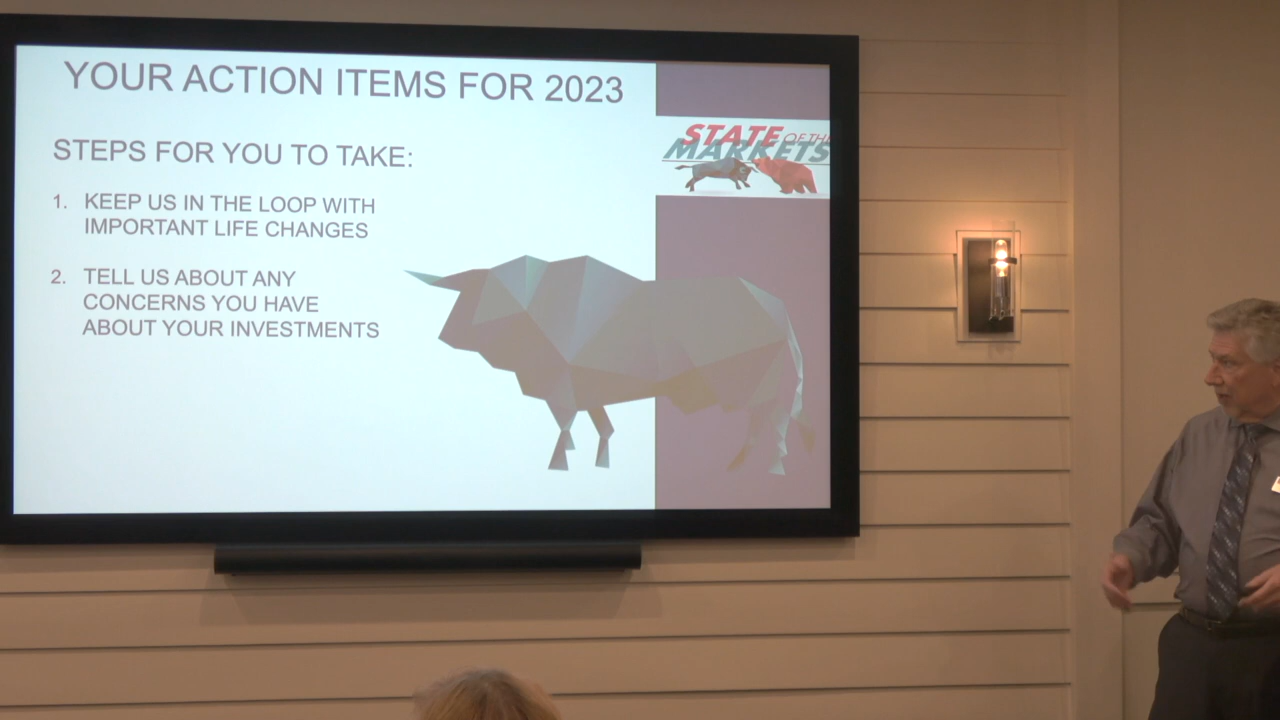 YOUR ACTION ITEMS FOR 2023
STATE OF THE
MARKETS
STEPS FOR YOU TO TAKE:
1. KEEP US IN THE LOOP WITH
IMPORTANT LIFE CHANGES
2. TELL US ABOUT ANY
CONCERNS YOU HAVE
ABOUT YOUR INVESTMENTS